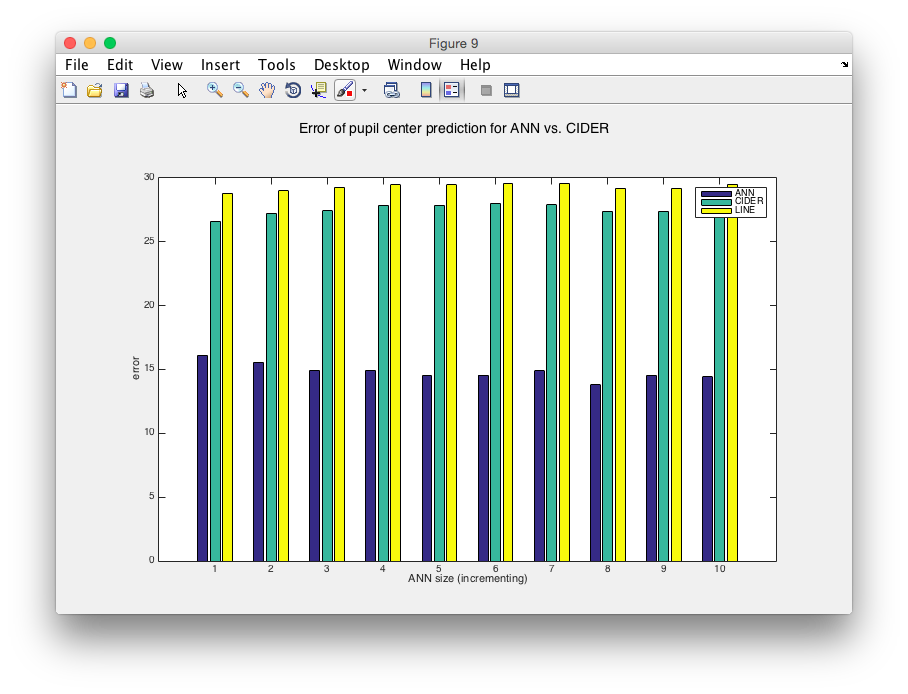 Figure 9
File Edit View Insert Tools Desktop Window Help
Error of pupil center prediction for ANN vs. CIDER
30
25
20
15
10
5
0
error
ANN
CIDER
LINE
1 2 3 4 5 6 7 8 9 10
ANN size (incrementing)